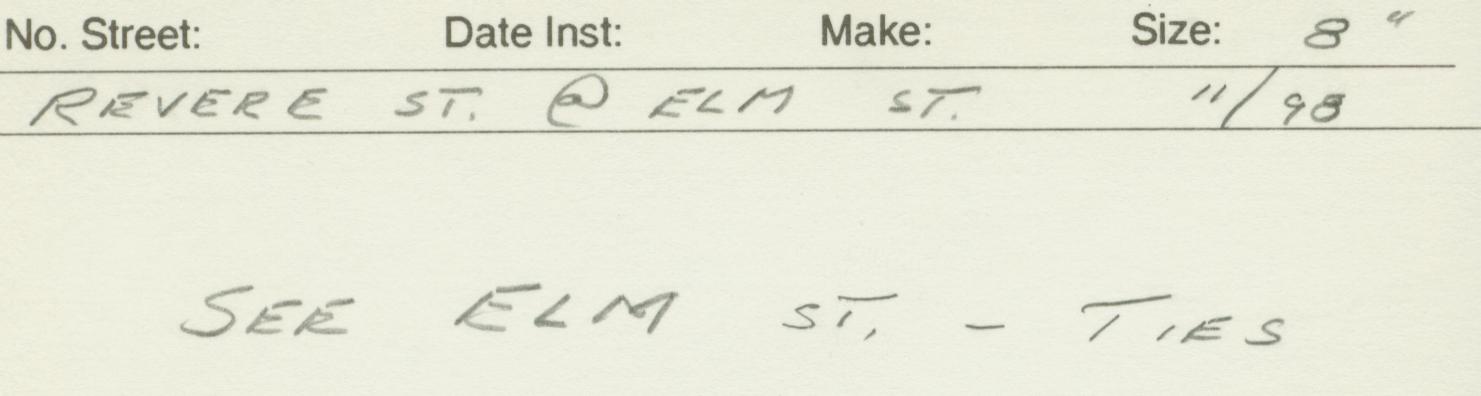 No. Street: Date Inst: Make: Size: 8"
REVERE ST. @ ELM ST. 11/98
SEE ELM ST. - TIES